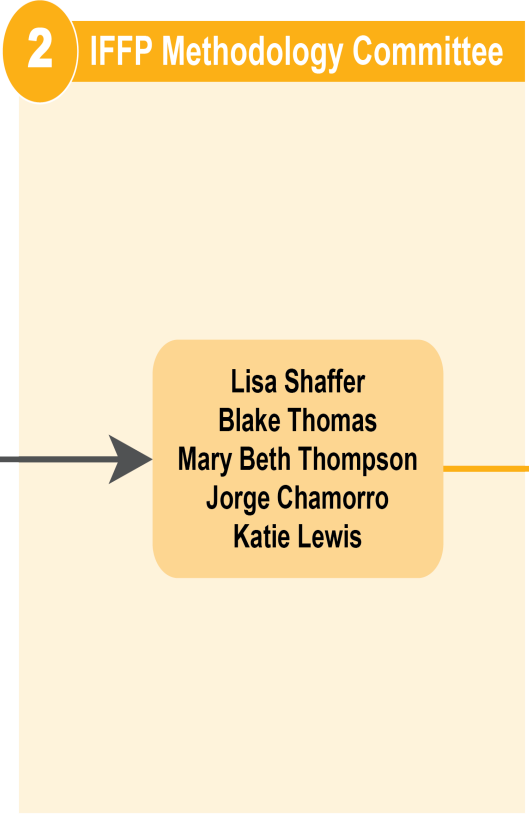 2
IFFP Methodology Committee
Lisa Shaffer
Blake Thomas
Mary Beth Thompson
Jorge Chamorro
Katie Lewis